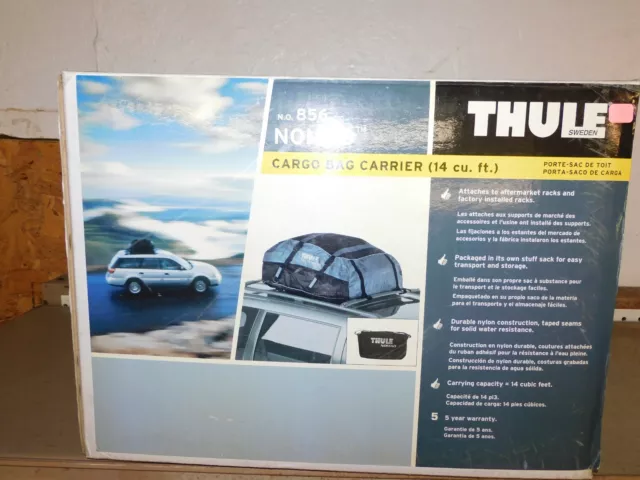 NO. 856
THULE
SWEDEN
CARGO BAG CARRIER (14 cu. ft.)
PORTE-SAC DE TOIT
PORTA-SACO DE CARGA
Attaches to aftermarket racks and
factory installed racks.
Les attaches aux supports de marché des
accessoires et l'usine ont installé des supports.
Las fijaciones a los estantes del mercado de
accesorios y la fábrica instalaron los estantes.
Packaged in its own stuff sack for easy
transport and storage.
Emballé dans son propre sac à substance pour
le transport et le stockage faciles.
Empaquetado en su propio saco de la materia
para el transporte y el almacenaje fáciles.
Durable nylon construction, taped seams
for solid water resistance.
Construction en nylon durable, coutures attachées
du ruban adhésif pour la résistance à l'eau pleine.
Construcción de nylon durable, costuras grabadas
para la resistencia de agua sólida.
Carrying capacity = 14 cubic feet.
Capacité de 14 pi3.
Capacidad de carga: 14 pies cúbicos.
5 5 year warranty.
Garantie de 5 ans.
Garantía de 5 anos.
THULE
THULE